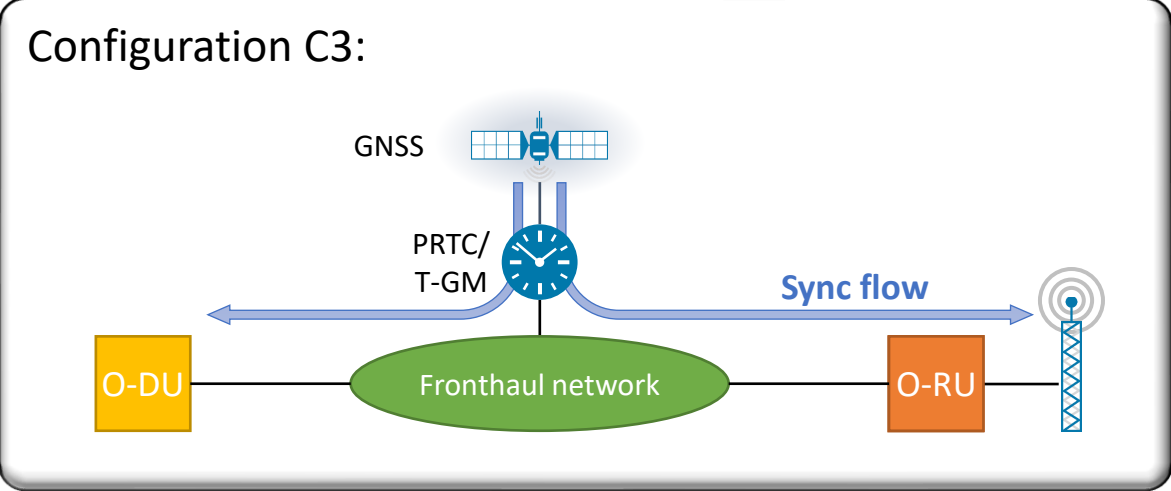 Configuration C3:
GNSS
PRTC/
T-GM
Sync flow
O-DU
Fronthaul network
O-RU